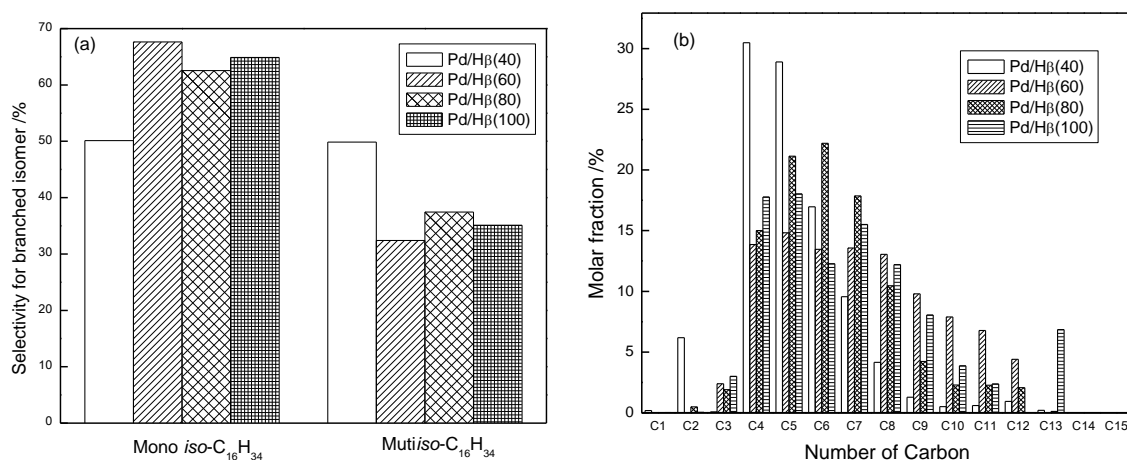 (a)
Pd/Hβ(40)
Pd/Hβ(60)
Pd/Hβ(80)
Pd/Hβ(100)
Selectivity for branched isomer /%
70
60
50
40
30
20
10
0
Mono iso-C16H34
Mutiiso-C16H34
(b)
Pd/Hβ(40)
Pd/Hβ(60)
Pd/Hβ(80)
Pd/Hβ(100)
Molar fraction /%
30
25
20
15
10
5
0
C1 C2 C3 C4 C5 C6 C7 C8 C9 C10 C11 C12 C13 C14 C15
Number of Carbon